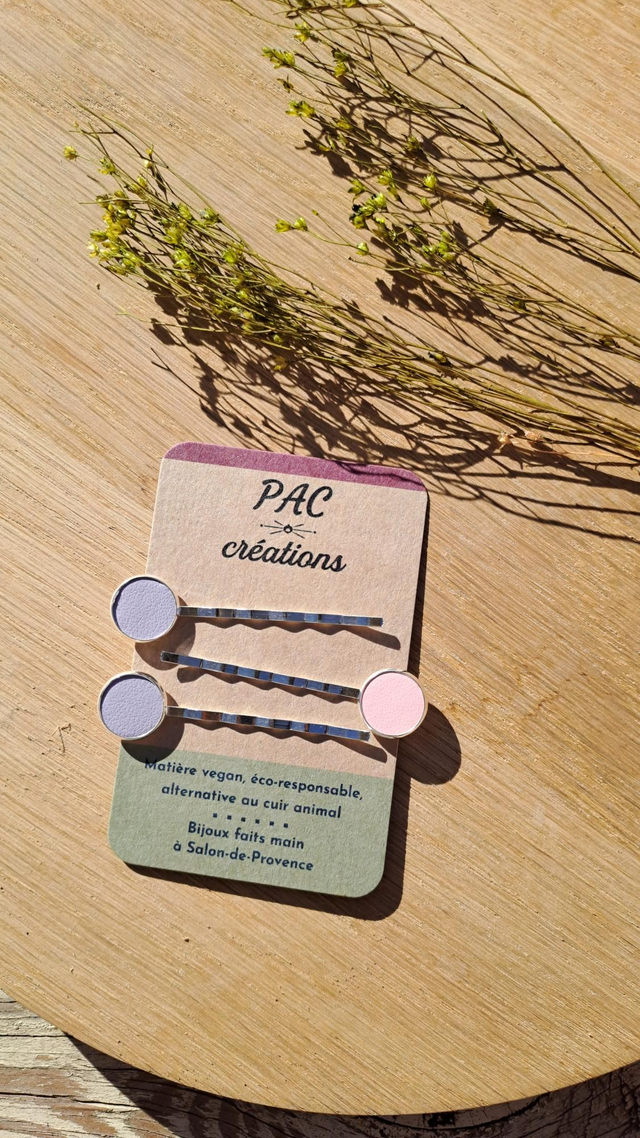 PAC
créations
Matière vegan, éco-responsable,
alternative au cuir animal
Bijoux faits main
à Salon-de-Provence